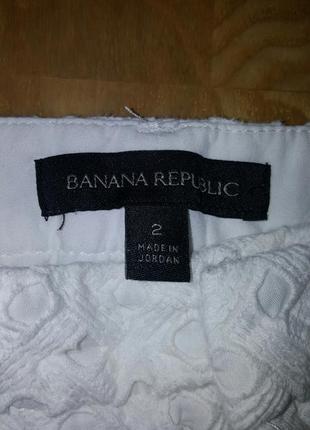 BANANA REPUBLIC
2
MADE IN
JORDAN